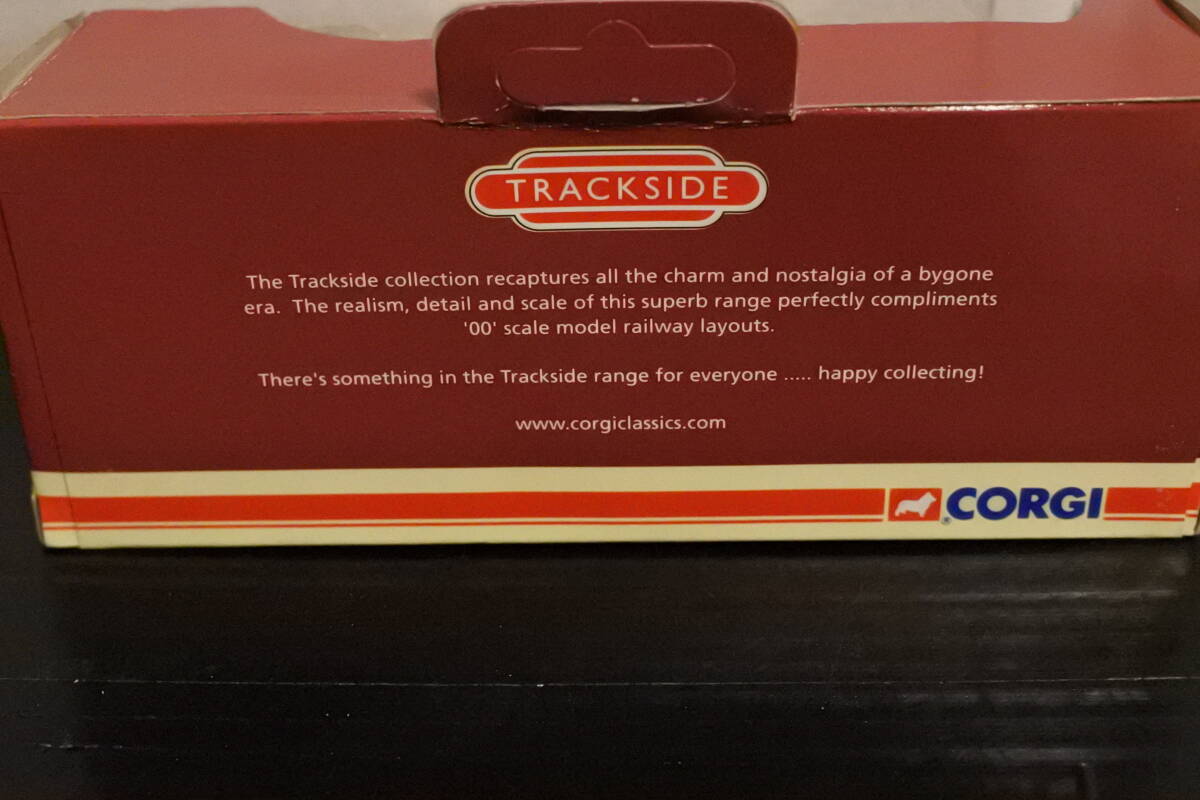 TRACKSIDE
The Trackside collection recaptures all the charm and nostalgia of a bygone
era. The realism, detail and scale of this superb range perfectly compliments
'00' scale model railway layouts.
There's something in the Trackside range for everyone ..... happy collecting!
www.corgiclassics.com
® CORGI